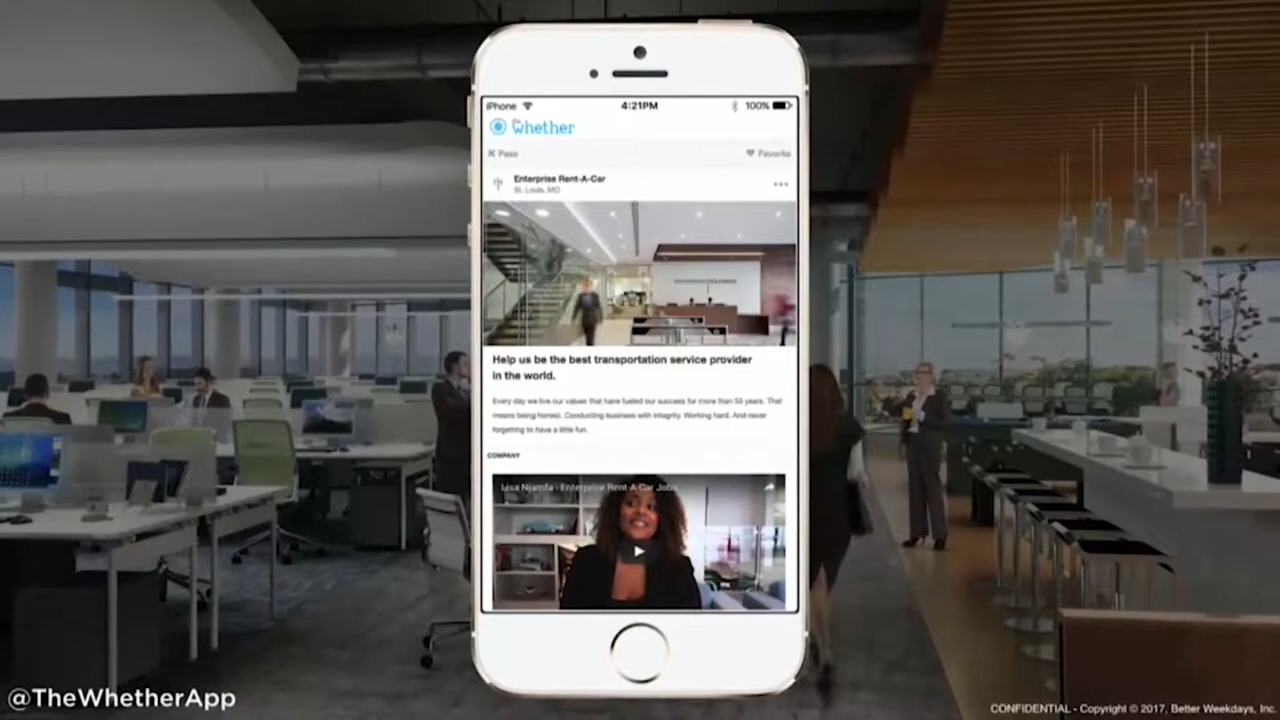 iPhone 4:21PM 100%
the
whether
Pass Favorite
Enterprise Rent-A-Car
St. Louis, MO
Help us be the best transportation service provider
in the world.
Every day we live our values that have fueled our success for more than 55 years. That
means being honest. Conducting business with integrity. Working hard. And never
forgetting to have a little fun.
COMPANY
Lisa Njamfa - Enterprise Rent-A-Car Jobs
@TheWhetherApp
CONFIDENTIAL - Copyright © 2017, Better Weekdays, Inc.